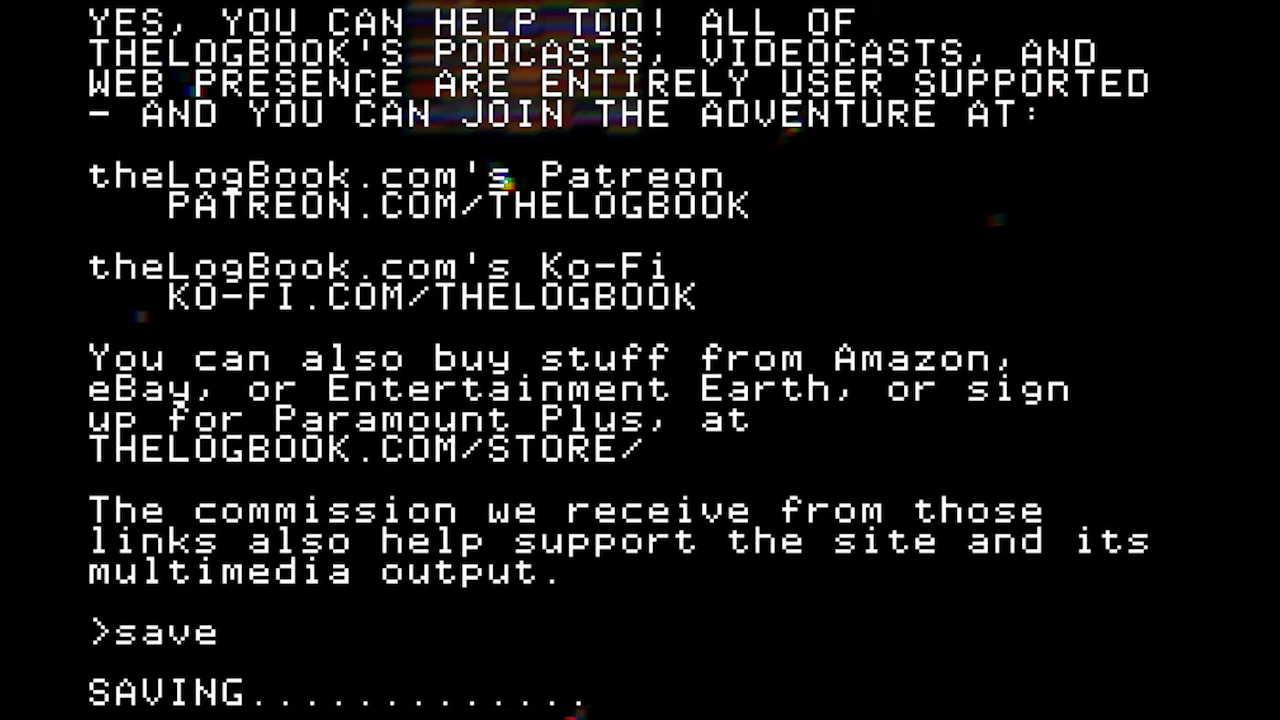 YES, YOU CAN HELP TOO! ALL OF
THELOGBOOK'S PODCASTS, VIDEOCASTS, AND
WEB PRESENCE ARE ENTIRELY USER SUPPORTED
- AND YOU CAN JOIN THE ADVENTURE AT:
theLogBook.com's Patreon
PATREON.COM/THELOGBOOK
theLogBook.com's Ko-Fi
KO-FI.COM/THELOGBOOK
You can also buy stuff from Amazon,
eBay, or Entertainment Earth, or sign
up for Paramount Plus, at
THELOGBOOK.COM/STORE/
The commission we receive from those
links also help support the site and its
multimedia output.
>save
SAVING.............